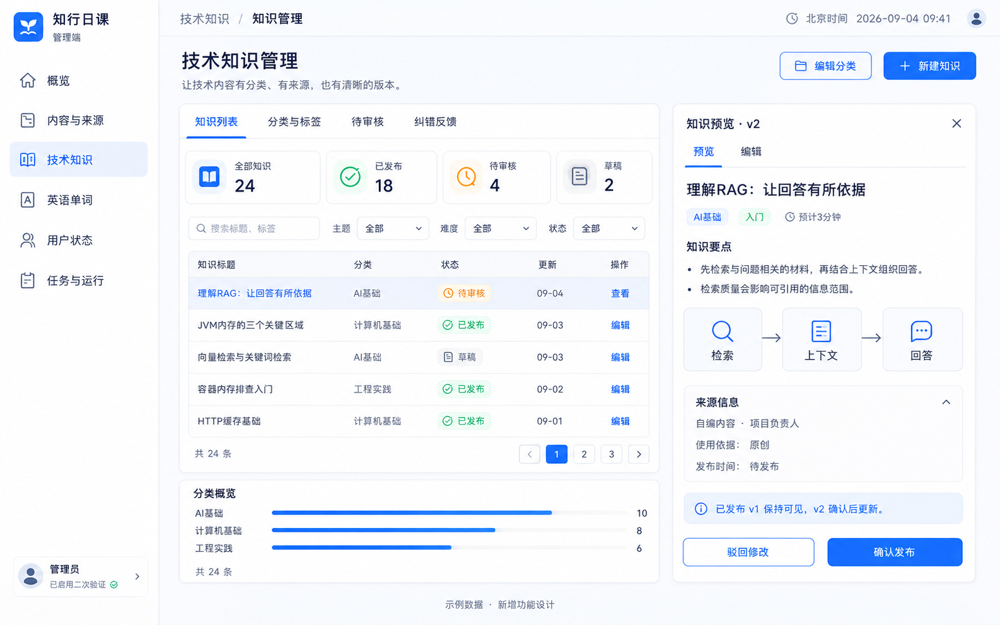 知行日课
管理端
概览
内容与来源
技术知识
英语单词
用户状态
任务与运行
管理员
已启用二次验证
技术知识 / 知识管理
北京时间 2026-09-04 09:41
技术知识管理
让技术内容有分类、有来源，也有清晰的版本。
编辑分类
新建知识
知识列表 分类与标签 待审核 纠错反馈
全部知识
24
已发布
18
待审核
4
草稿
2
搜索标题、标签 主题 全部 难度 全部 状态 全部
知识标题 分类 状态 更新 操作
理解RAG：让回答有所依据 AI基础 待审核 09-04 查看
JVM内存的三个关键区域 计算机基础 已发布 09-03 编辑
向量检索与关键词检索 AI基础 草稿 09-03 编辑
容器内存排查入门 工程实践 已发布 09-02 编辑
HTTP缓存基础 计算机基础 已发布 09-01 编辑
共 24 条
1 2 3
分类概览
AI基础 10
计算机基础 8
工程实践 6
共 24 条
知识预览 · v2
预览 编辑
理解RAG：让回答有所依据
AI基础 入门 预计3分钟
知识要点
• 先检索与问题相关的材料，再结合上下文组织回答。
• 检索质量会影响可引用的信息范围。
检索 上下文 回答
来源信息
自编内容 · 项目负责人
使用依据： 原创
发布时间： 待发布
已发布 v1 保持可见，v2 确认后更新。
驳回修改 确认发布
示例数据 · 新增功能设计